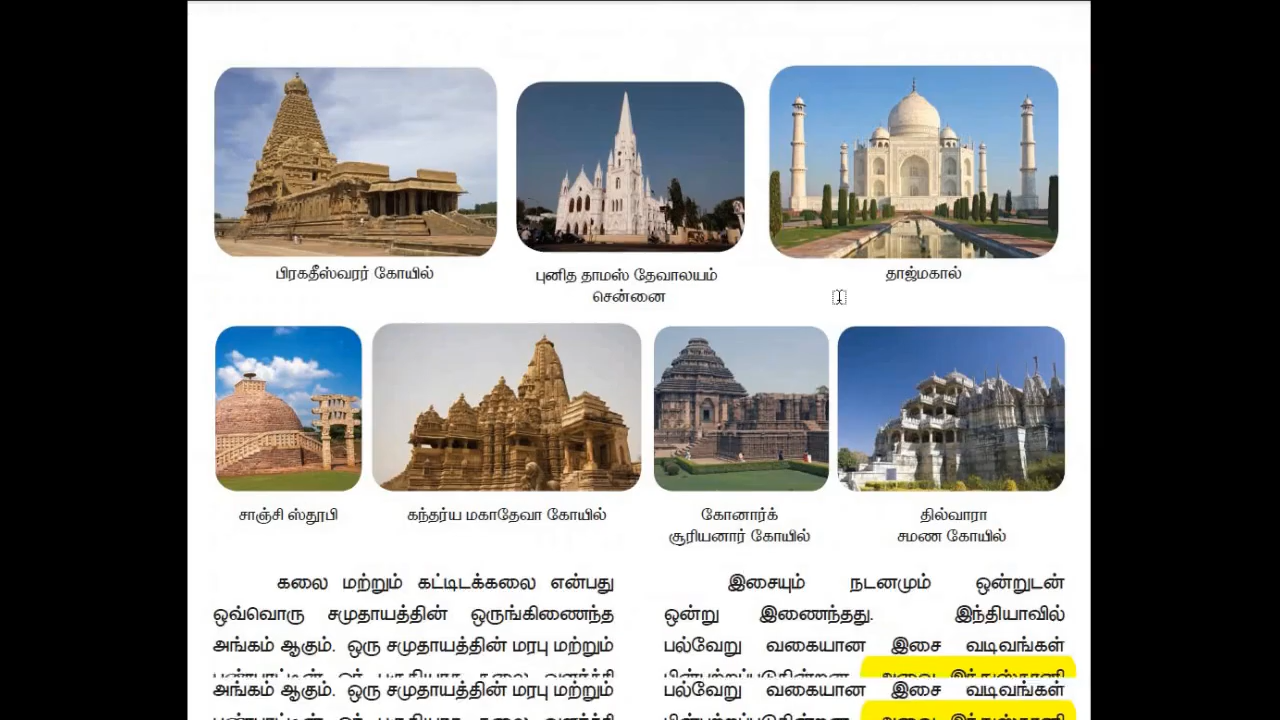 பிரகதீஸ்வரர் கோயில்
புனித தாமஸ் தேவாலயம்
சென்னை
தாஜ்மகால்
சாஞ்சி ஸ்தூபி
கந்தர்ய மகாதேவா கோயில்
கோனார்க்
சூரியனார் கோயில்
தில்வாரா
சமண கோயில்
கலை மற்றும் கட்டிடக்கலை என்பது
ஒவ்வொரு சமுதாயத்தின் ஒருங்கிணைந்த
அங்கம் ஆகும். ஒரு சமுதாயத்தின் மரபு மற்றும்
அங்கம் ஆகும். ஒரு சமுதாயத்தின் மரபு மற்றும்
இசையும் நடனமும் ஒன்றுடன்
ஒன்று இணைந்தது. இந்தியாவில்
பல்வேறு வகையான இசை வடிவங்கள்
பல்வேறு வகையான இசை வடிவங்கள்